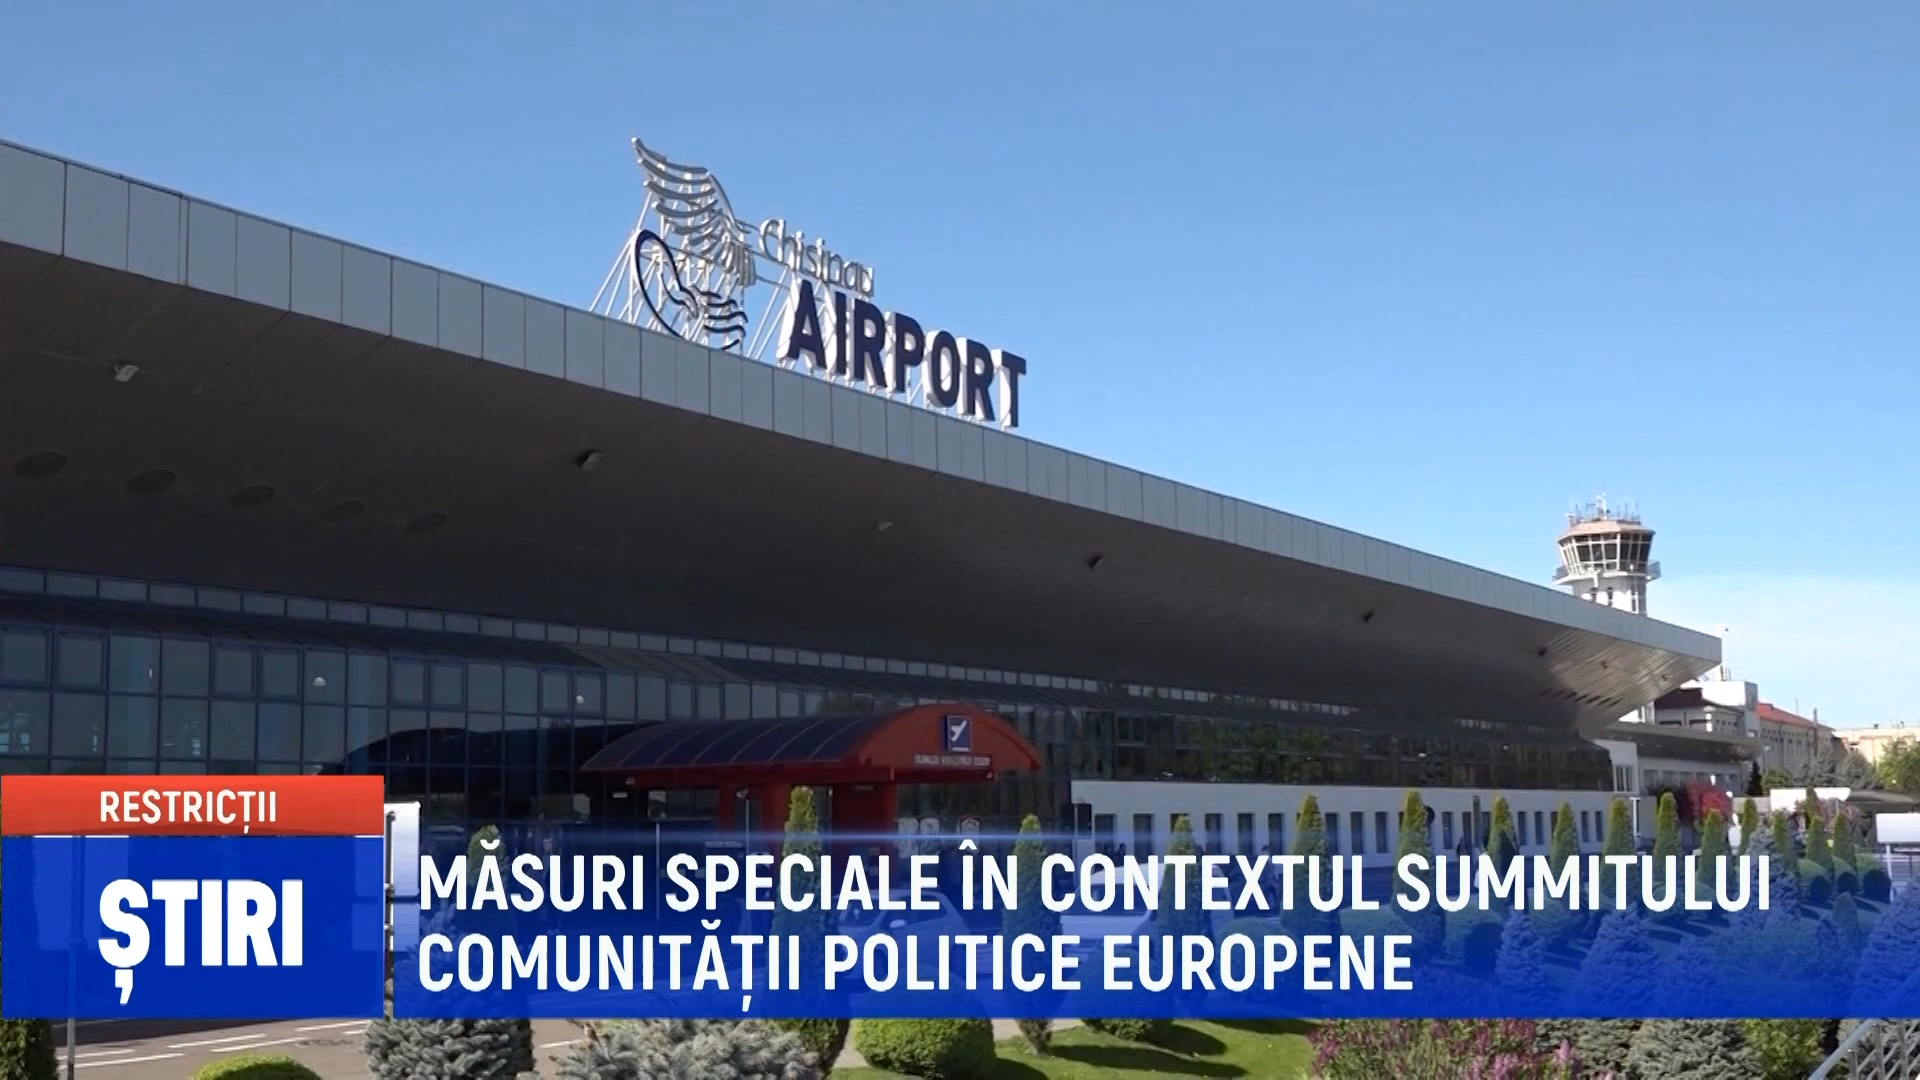 Chisinau
AIRPORT
RESTRICȚII
ȘTIRI
MĂSURI SPECIALE ÎN CONTEXTUL SUMMITULUI
COMUNITĂȚII POLITICE EUROPENE